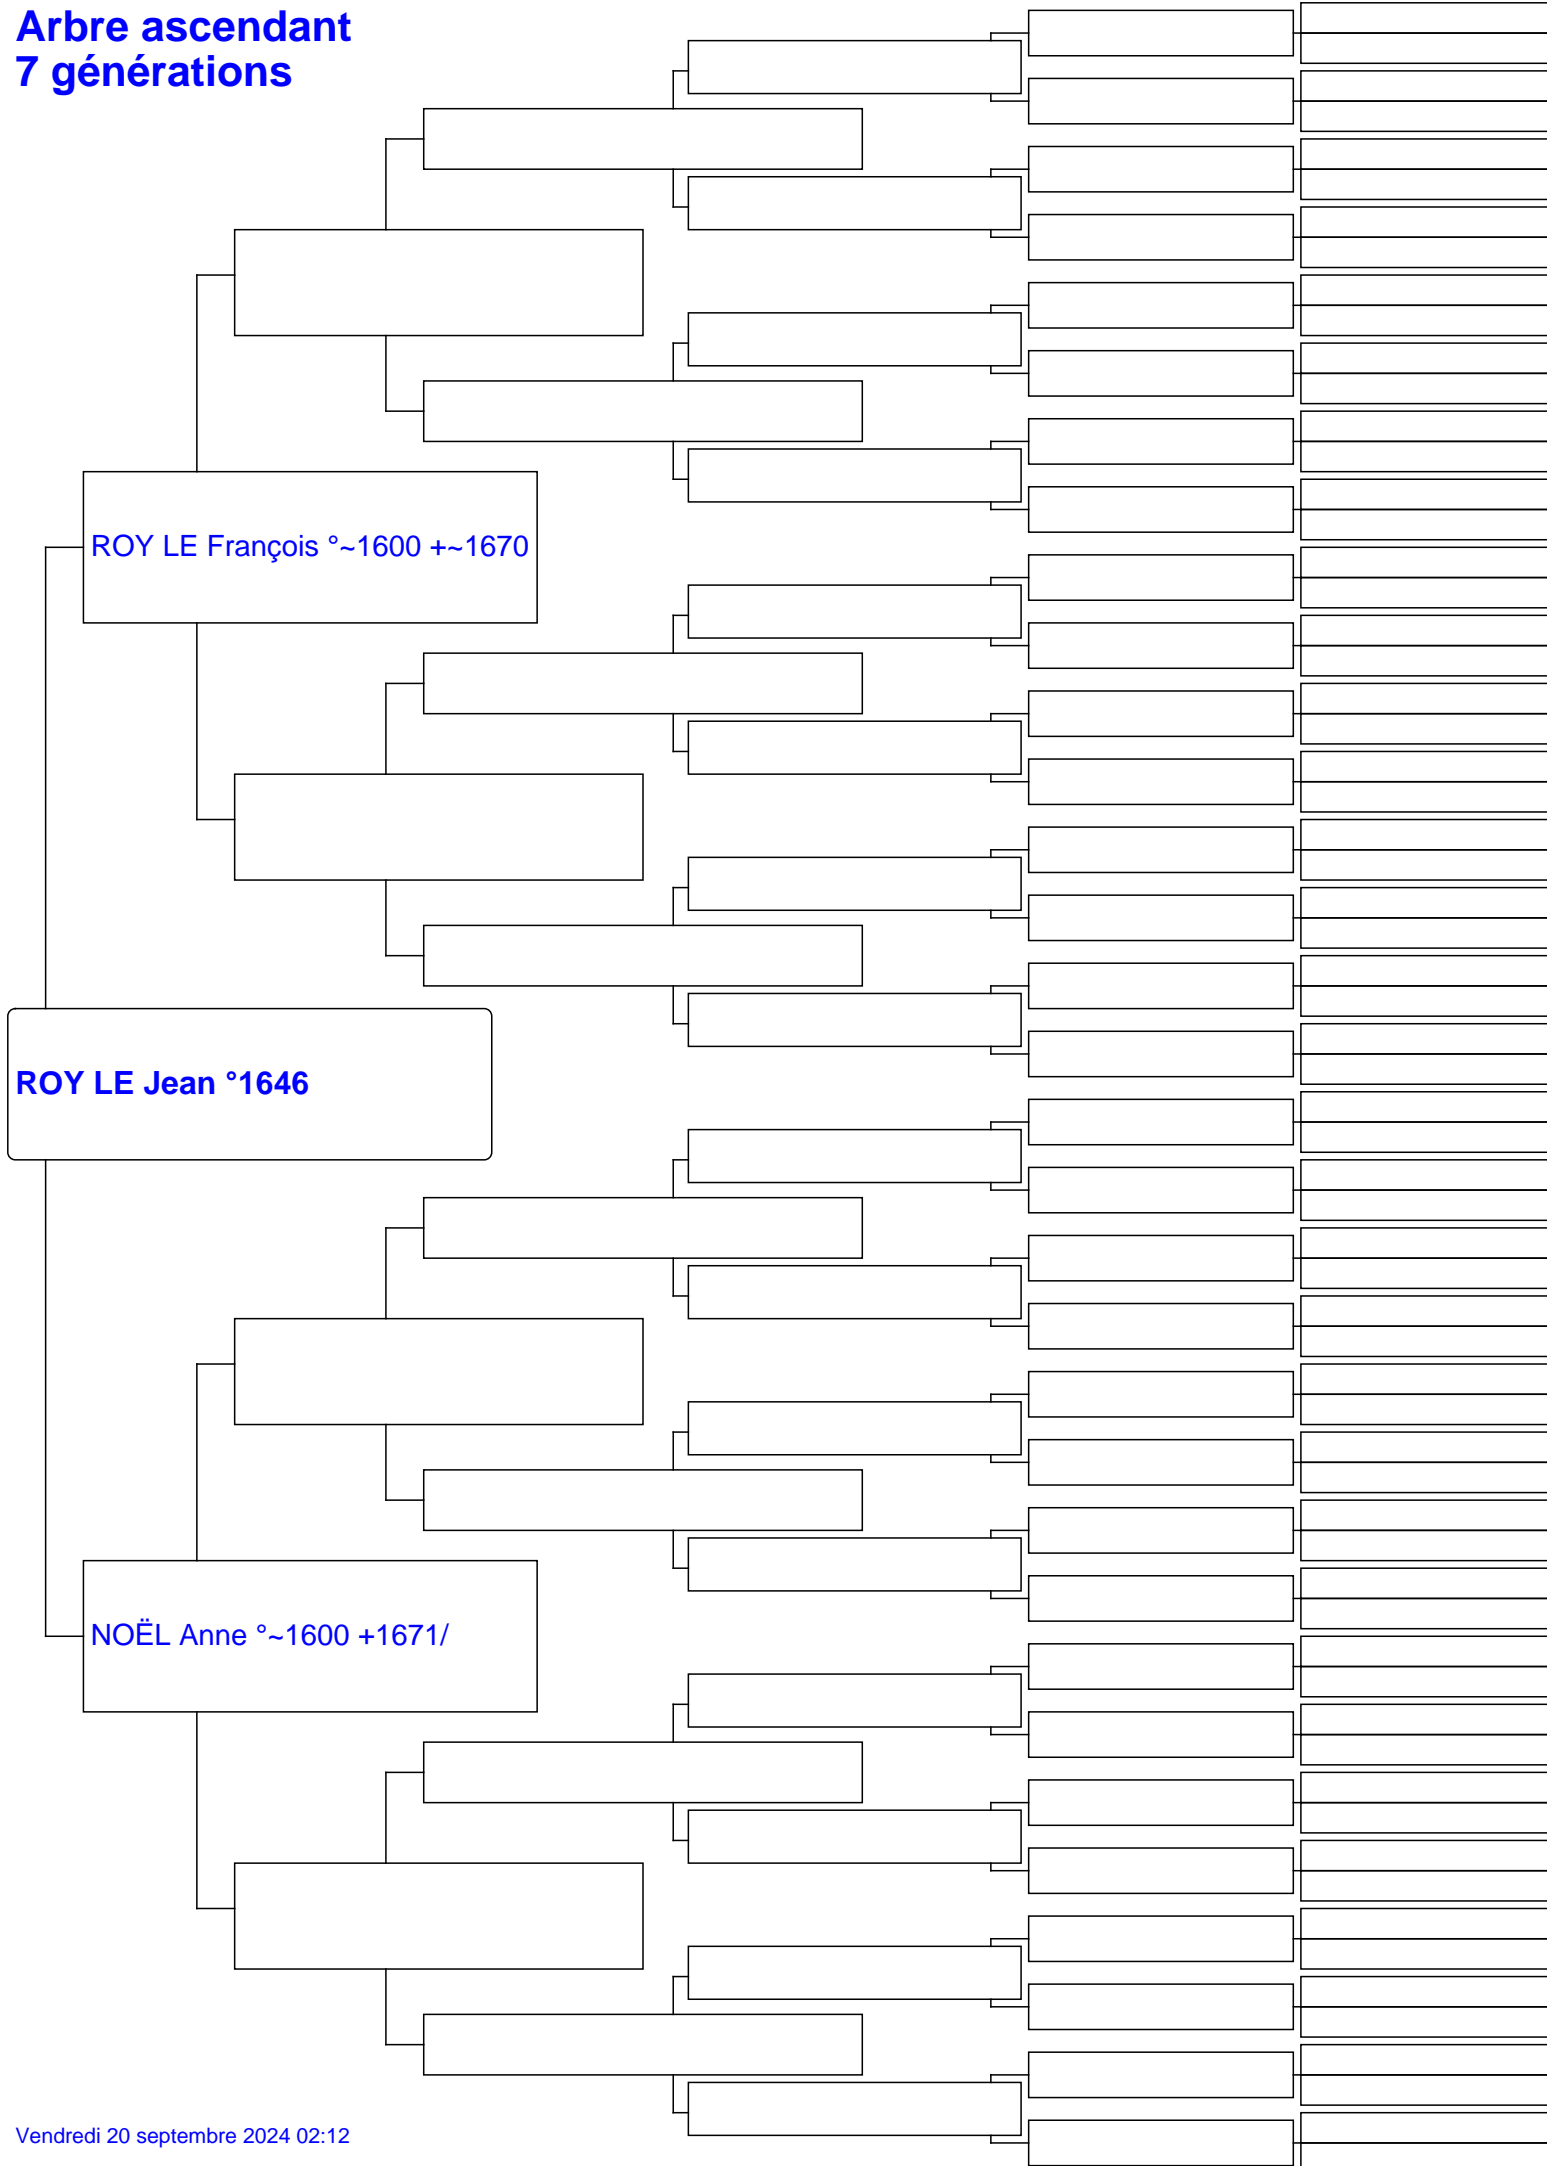 Arbre ascendant
7 générations
ROY LE François °~1600 +~1670
ROY LE Jean °1646
NOËL Anne °~1600 +1671/
Vendredi 20 septembre 2024 02:12